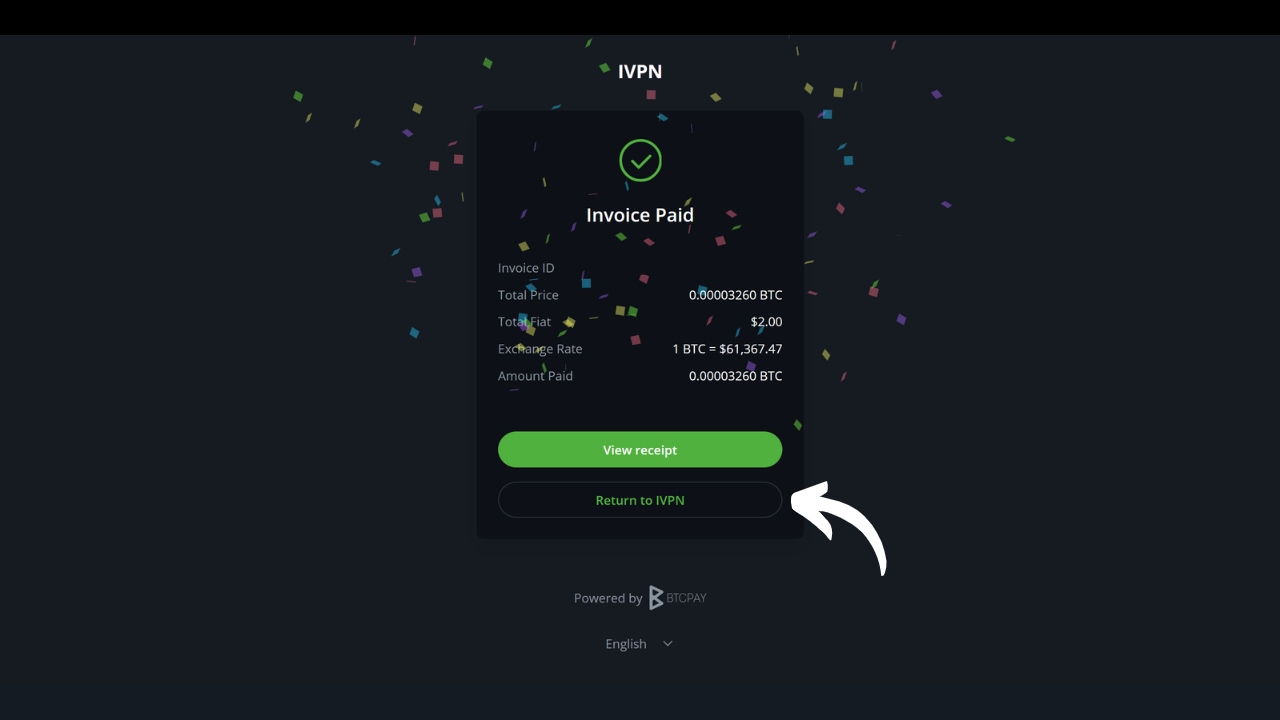 IVPN
Invoice Paid
Invoice ID
Total Price 0.00003260 BTC
Total Fiat $2.00
Exchange Rate 1 BTC = $61,367.47
Amount Paid 0.00003260 BTC
View receipt
Return to IVPN
Powered by BTCPAY
English